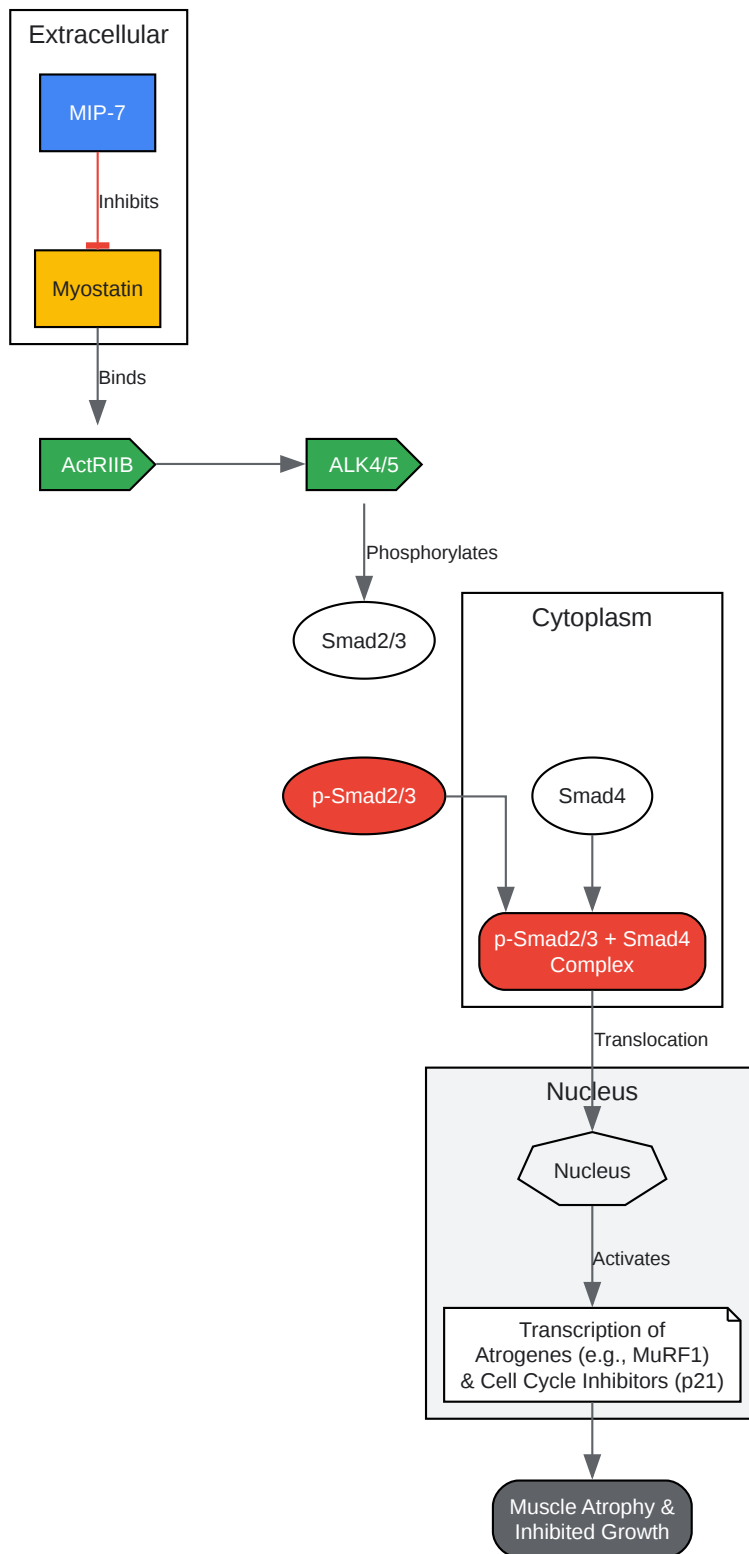 Extracellular
MIP-7
Inhibits
Myostatin
Binds
ActRIIB
ALK4/5
Phosphorylates
Smad2/3
Cytoplasm
p-Smad2/3
Smad4
p-Smad2/3 + Smad4
Complex
Translocation
Nucleus
Nucleus
Activates
Transcription of
Atrogenes (e.g., MuRF1)
& Cell Cycle Inhibitors (p21)
Muscle Atrophy &
Inhibited Growth